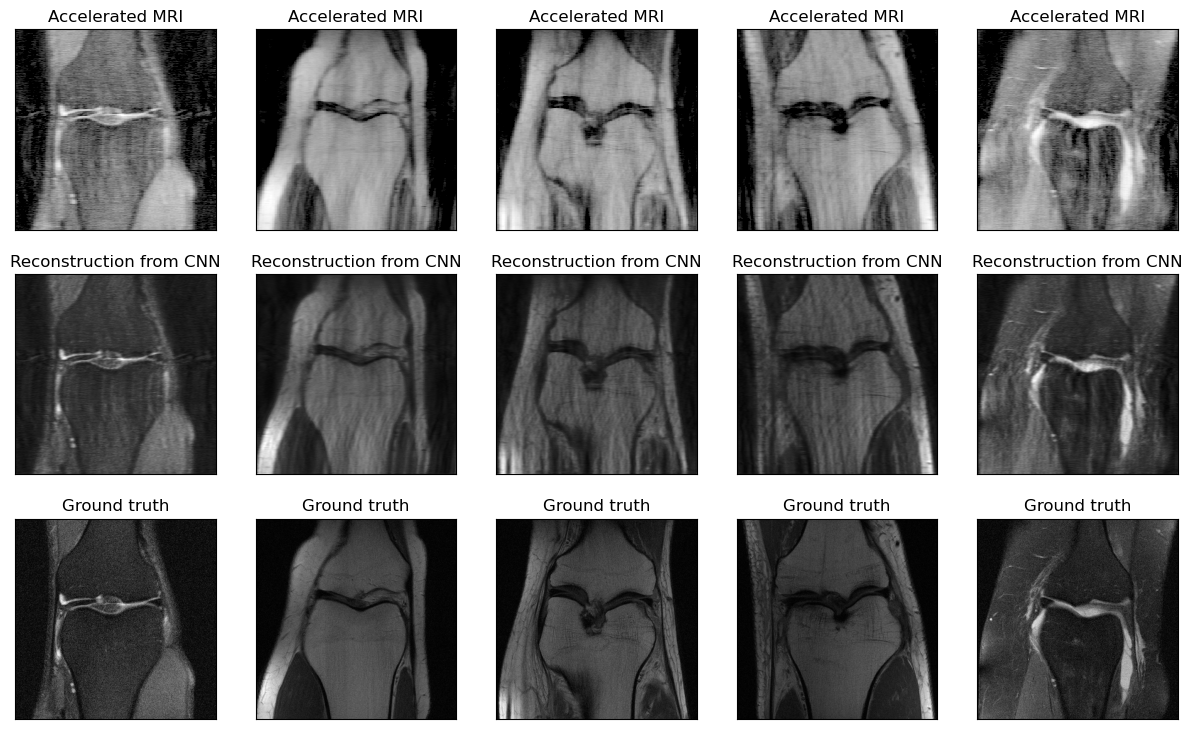 Accelerated MRI Accelerated MRI Accelerated MRI Accelerated MRI Accelerated MRI
Reconstruction from CNN Reconstruction from CNN Reconstruction from CNN Reconstruction from CNN Reconstruction from CNN
Ground truth Ground truth Ground truth Ground truth Ground truth